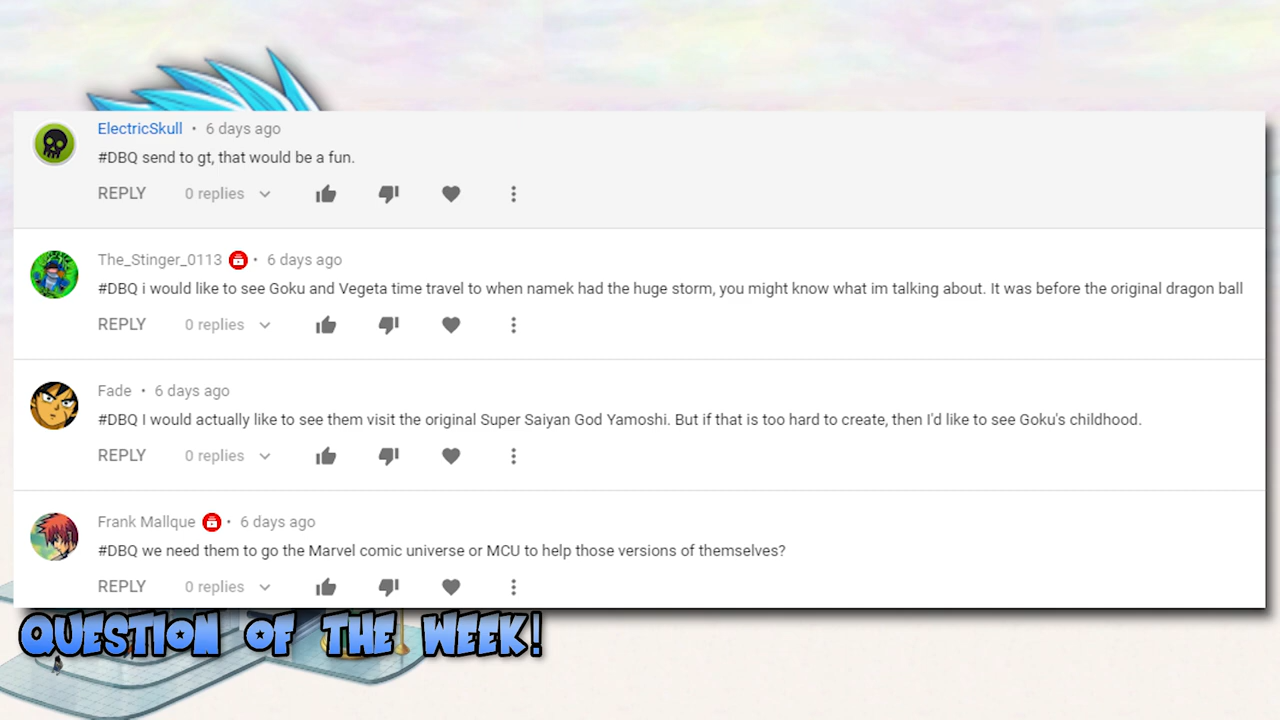 ElectricSkull • 6 days ago
#DBQ send to gt, that would be a fun.
REPLY 0 replies
The_Stinger_0113 • 6 days ago
#DBQ i would like to see Goku and Vegeta time travel to when namek had the huge storm, you might know what im talking about. It was before the original dragon ball
REPLY 0 replies
Fade • 6 days ago
#DBQ I would actually like to see them visit the original Super Saiyan God Yamoshi. But if that is too hard to create, then I'd like to see Goku's childhood.
REPLY 0 replies
Frank Mallque • 6 days ago
#DBQ we need them to go the Marvel comic universe or MCU to help those versions of themselves?
REPLY 0 replies
QUESTION OF THE WEEK!